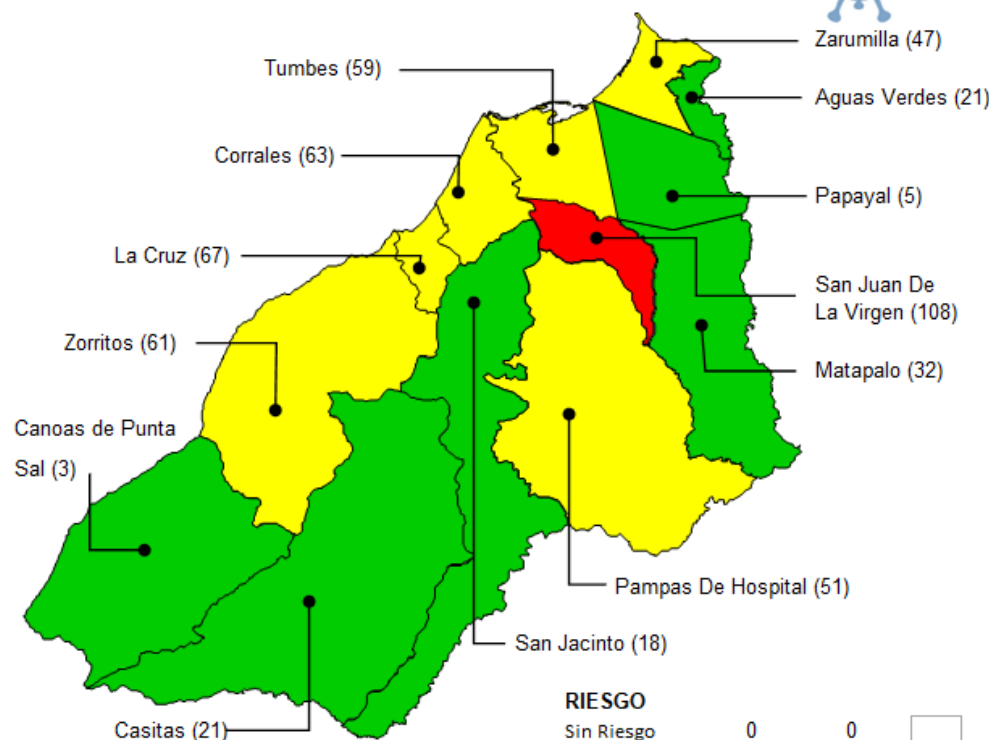 Zarumilla (47)
Tumbes (59)
Aguas Verdes (21)
Corrales (63)
Papayal (5)
La Cruz (67)
San Juan De
La Virgen (108)
Zorritos (61)
Matapalo (32)
Canoas de Punta
Sal (3)
Pampas De Hospital (51)
San Jacinto (18)
Casitas (21)
RIESGO
Sin Riesgo 0 0